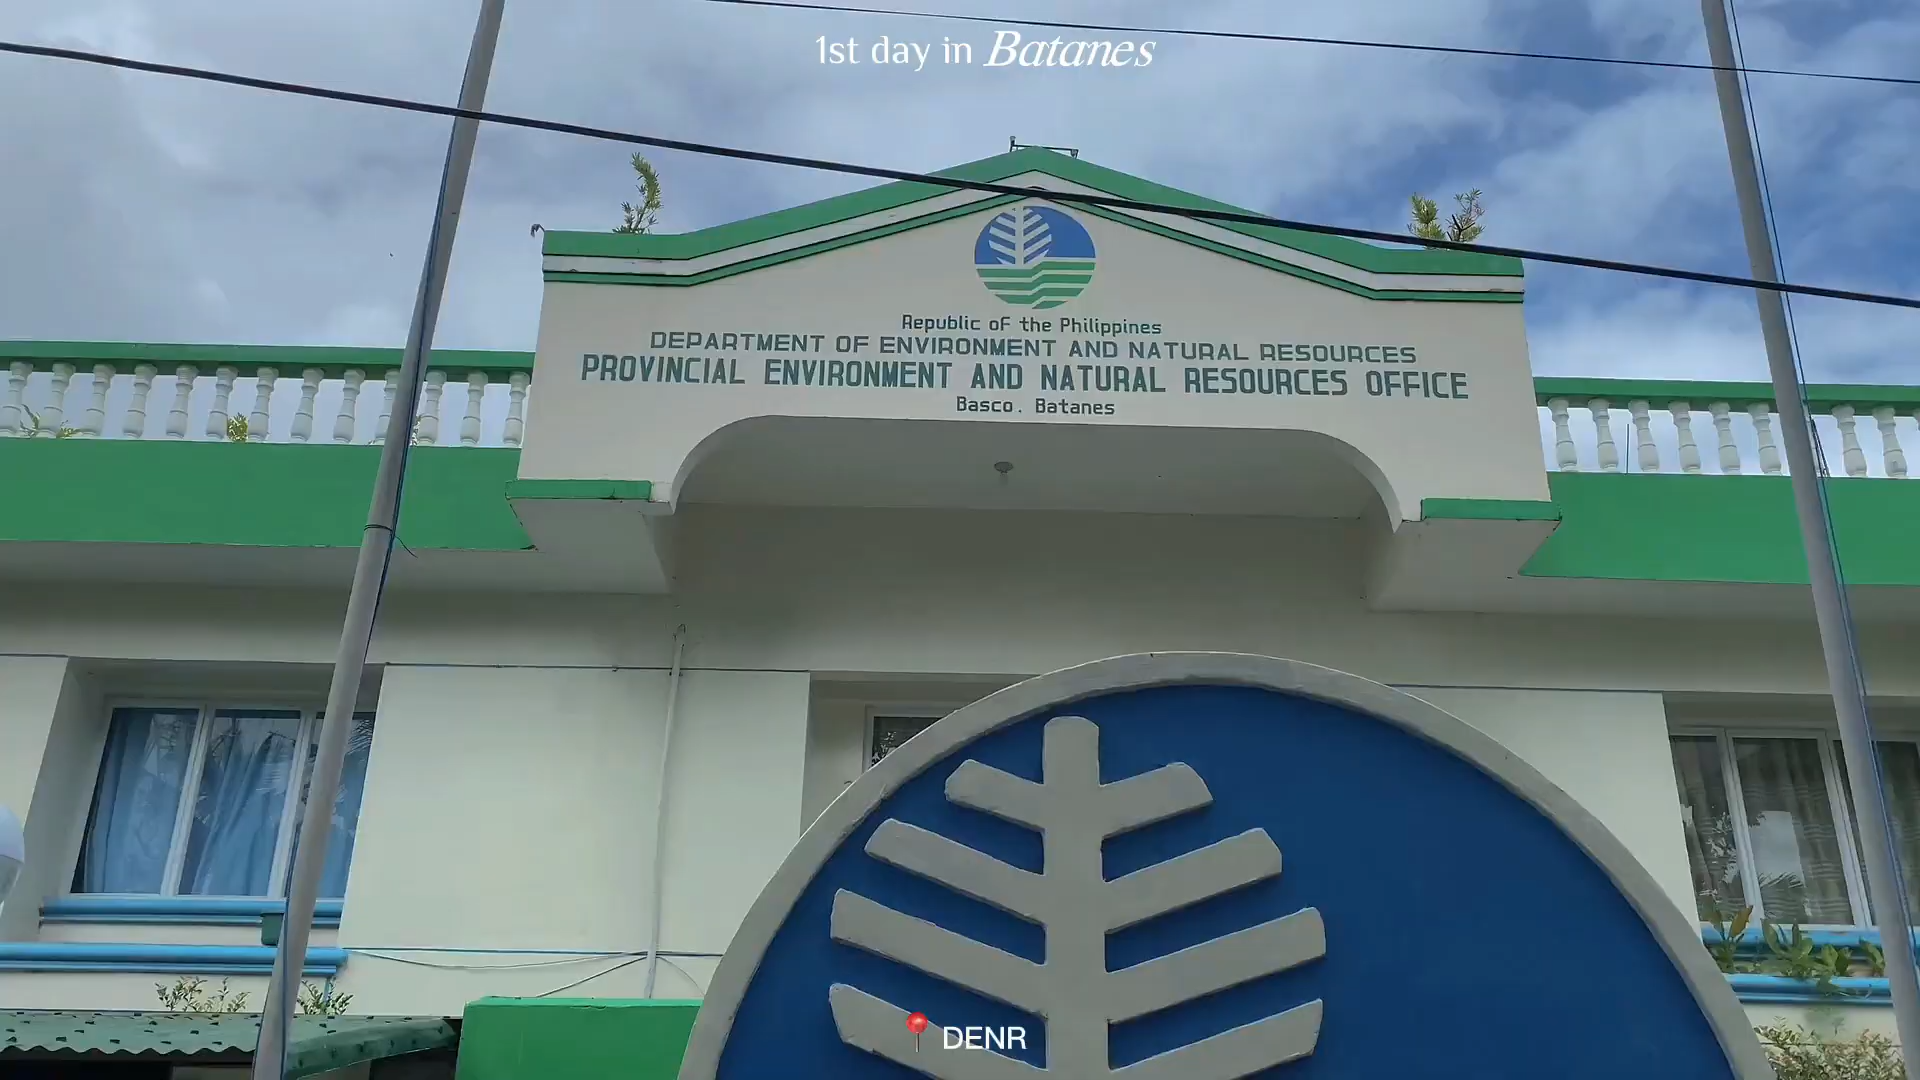 1st day in Batanes
Republic of the Philippines
DEPARTMENT OF ENVIRONMENT AND NATURAL RESOURCES
PROVINCIAL ENVIRONMENT AND NATURAL RESOURCES OFFICE
Basco. Batanes
DENR